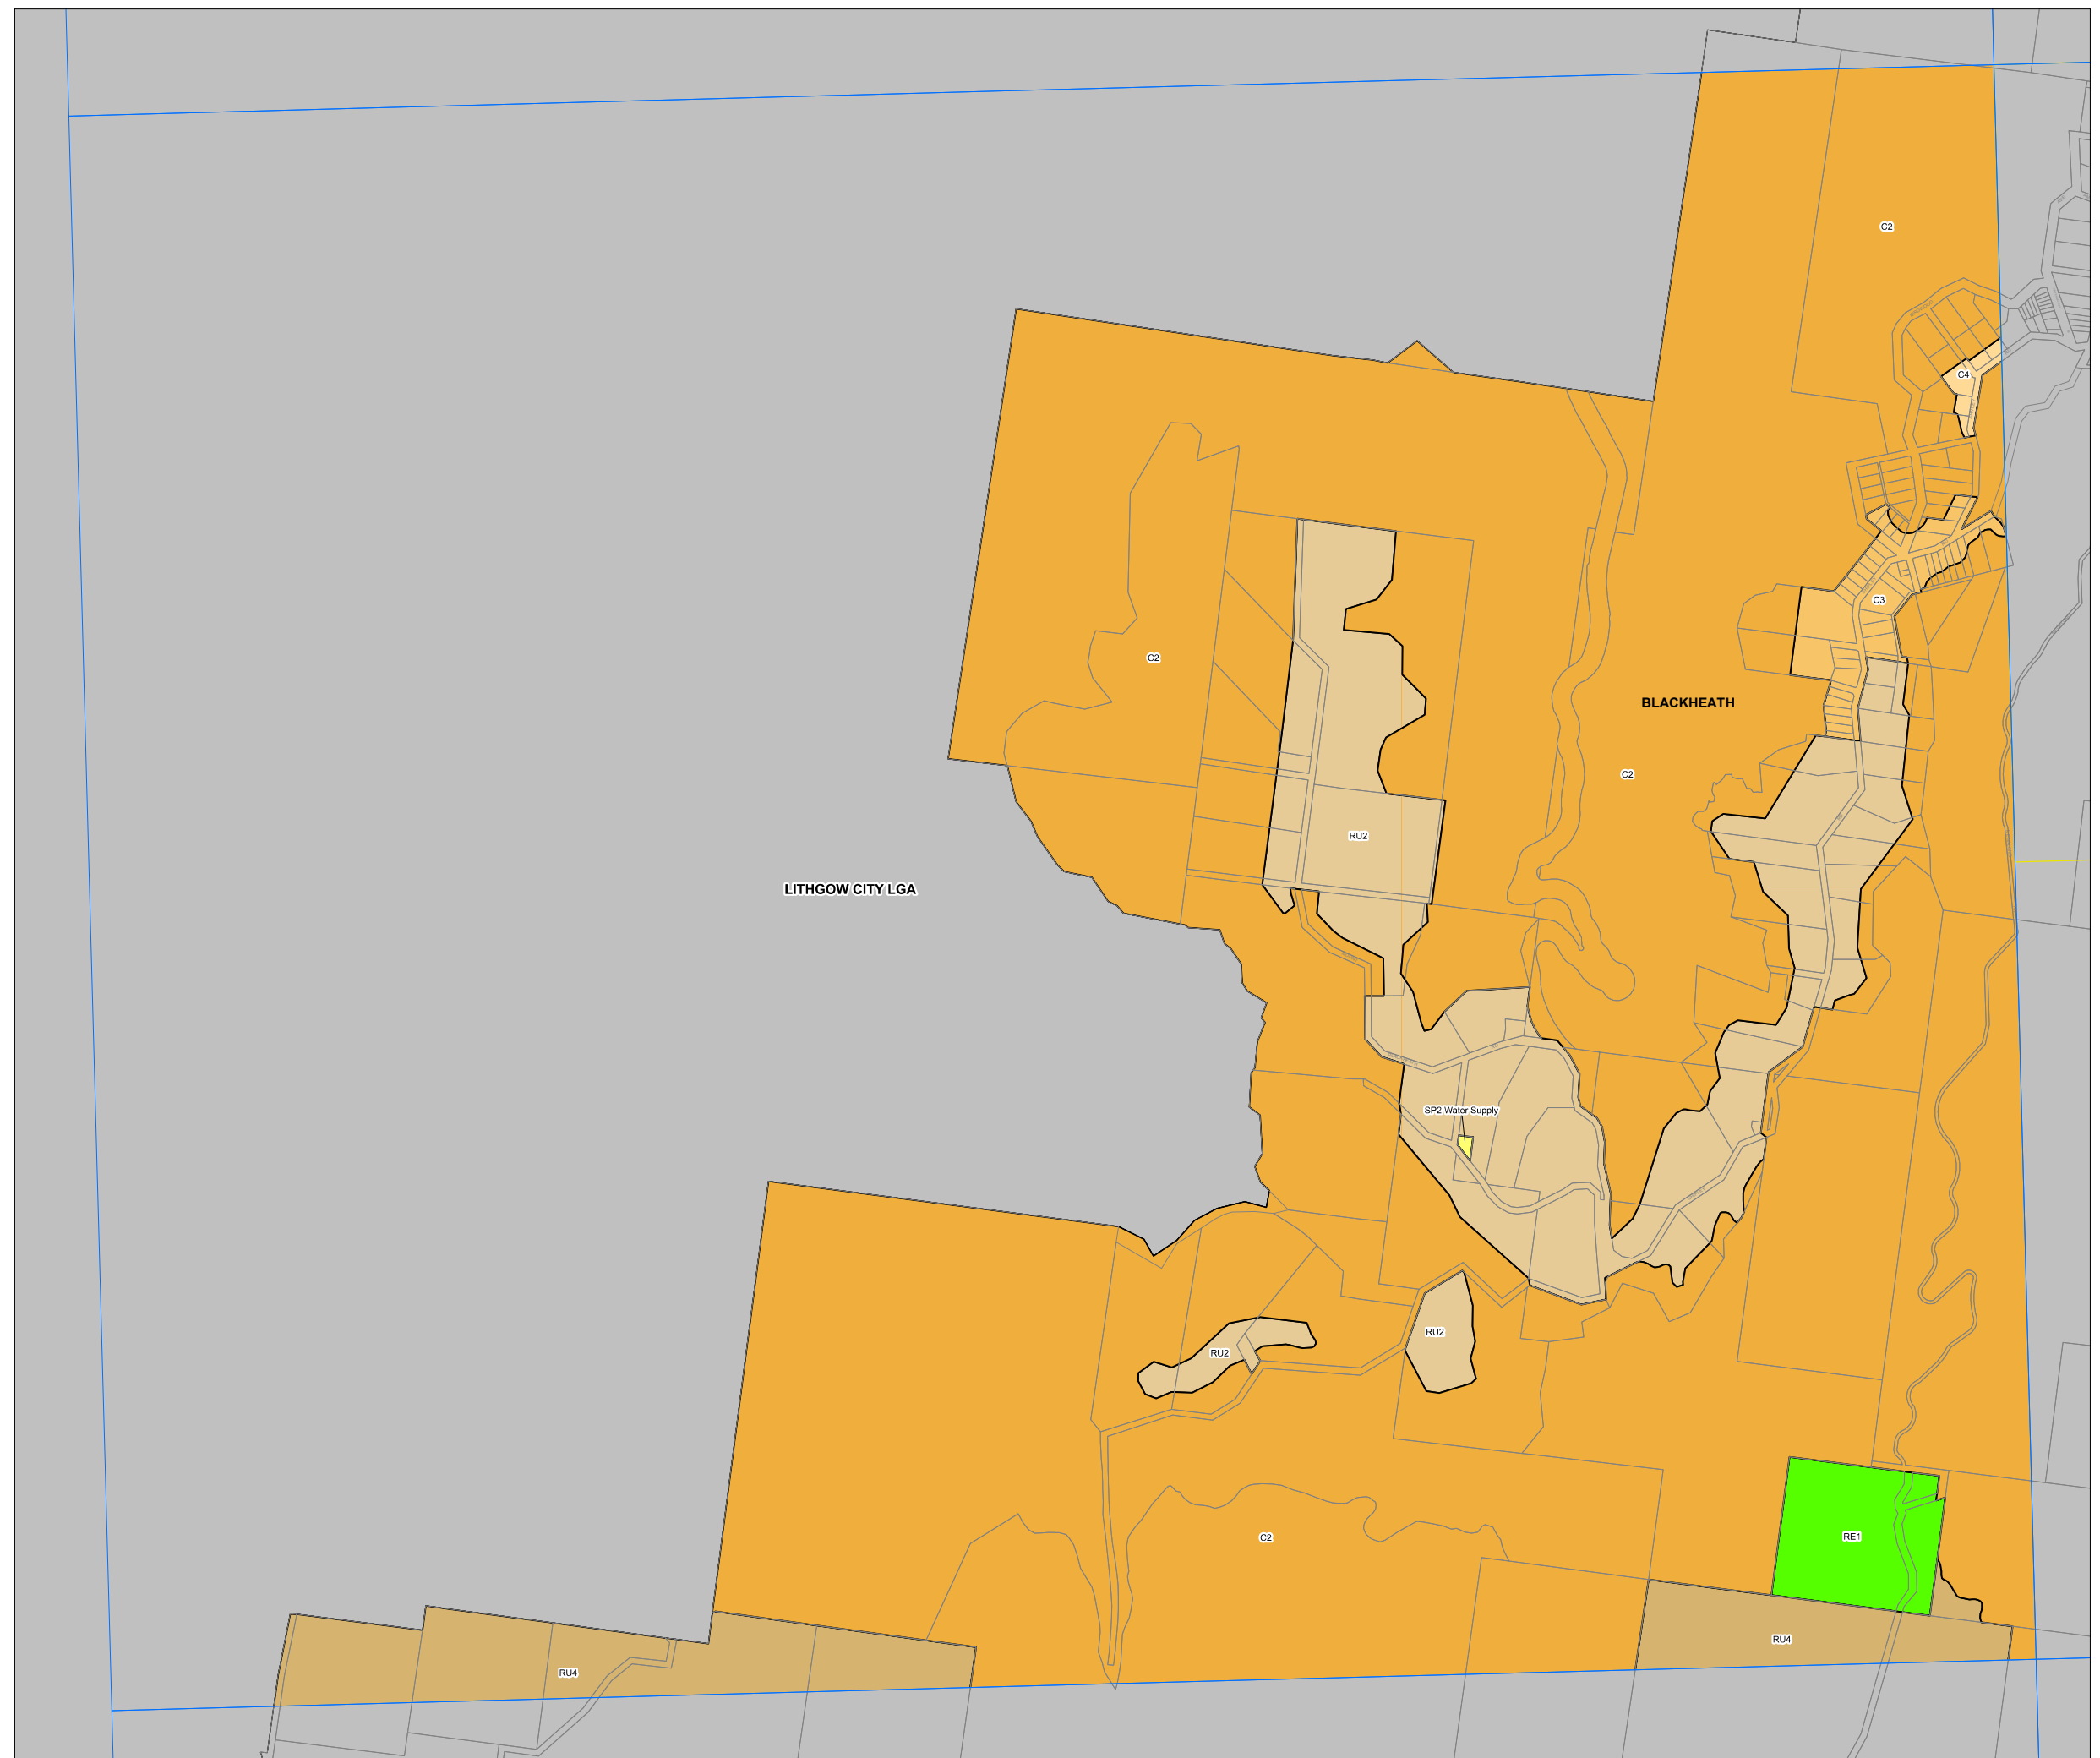 C2
C4
C3
C2
BLACKHEATH
C2
RU2
LITHGOW CITY LGA
SP2 Water Supply
RU2
RU2
RE1
C2
RU4
RU4